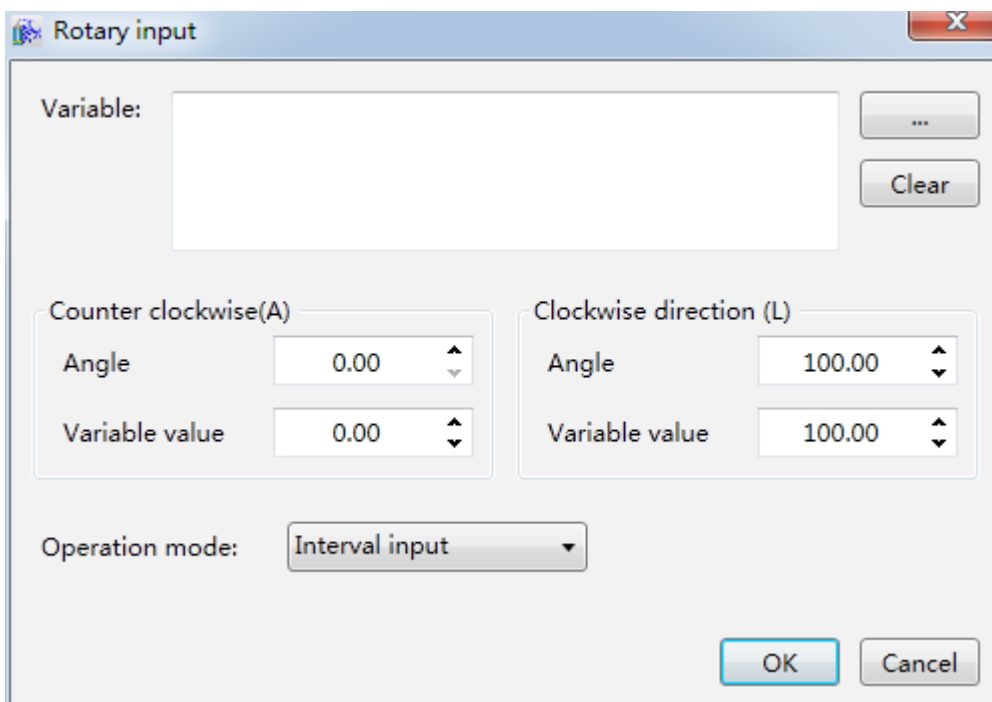 Rotary input
Variable:
...
Clear
Counter clockwise(A)
Clockwise direction (L)
Angle 0.00
Angle 100.00
Variable value 0.00
Variable value 100.00
Operation mode: Interval input
OK Cancel